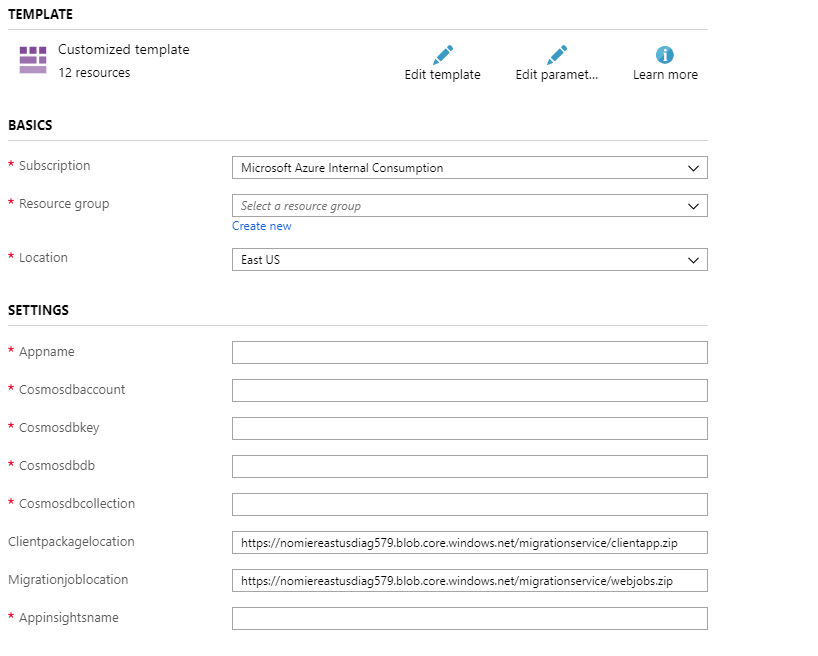 TEMPLATE
Customized template
12 resources
Edit template
Edit paramet...
Learn more
BASICS
* Subscription
Microsoft Azure Internal Consumption
* Resource group
Select a resource group
Create new
* Location
East US
SETTINGS
* Appname
* Cosmosdbaccount
* Cosmosdbkey
* Cosmosdbdb
* Cosmosdbcollection
Clientpackagelocation
https://nomiereastusdiag579.blob.core.windows.net/migrationservice/clientapp.zip
Migrationjoblocation
https://nomiereastusdiag579.blob.core.windows.net/migrationservice/webjobs.zip
* Appinsightsname